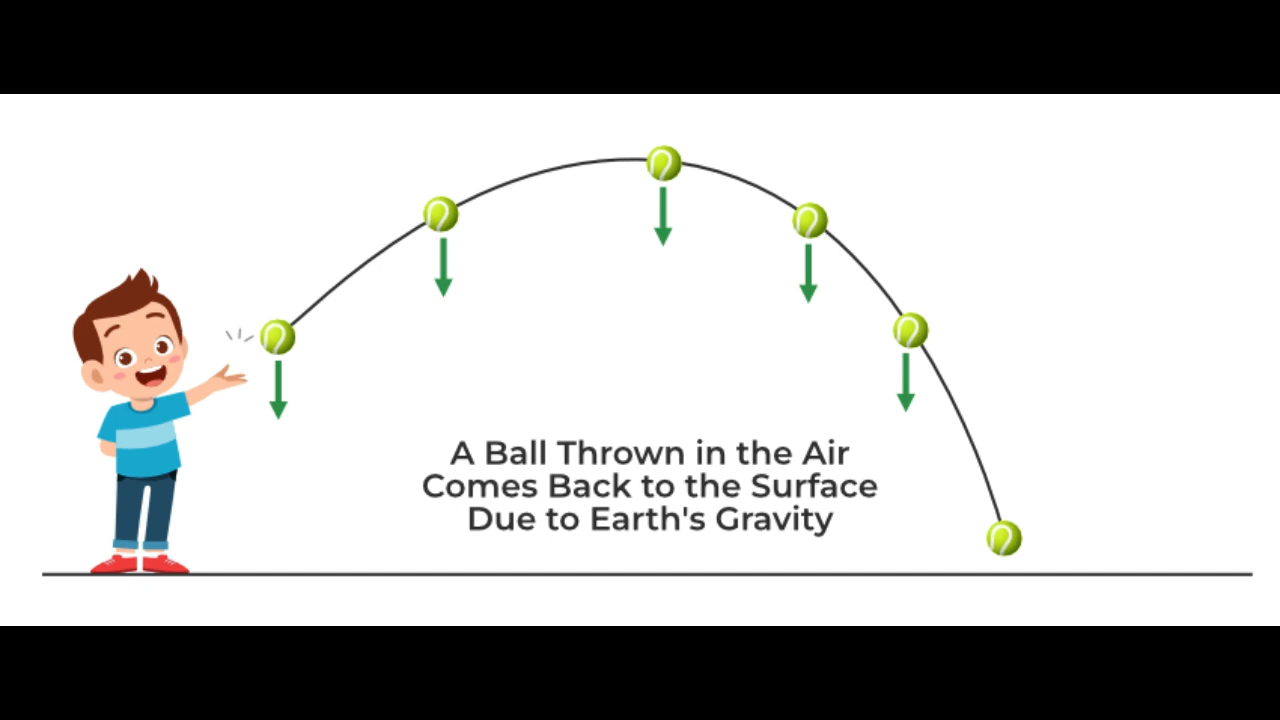 A Ball Thrown in the Air
Comes Back to the Surface
Due to Earth's Gravity